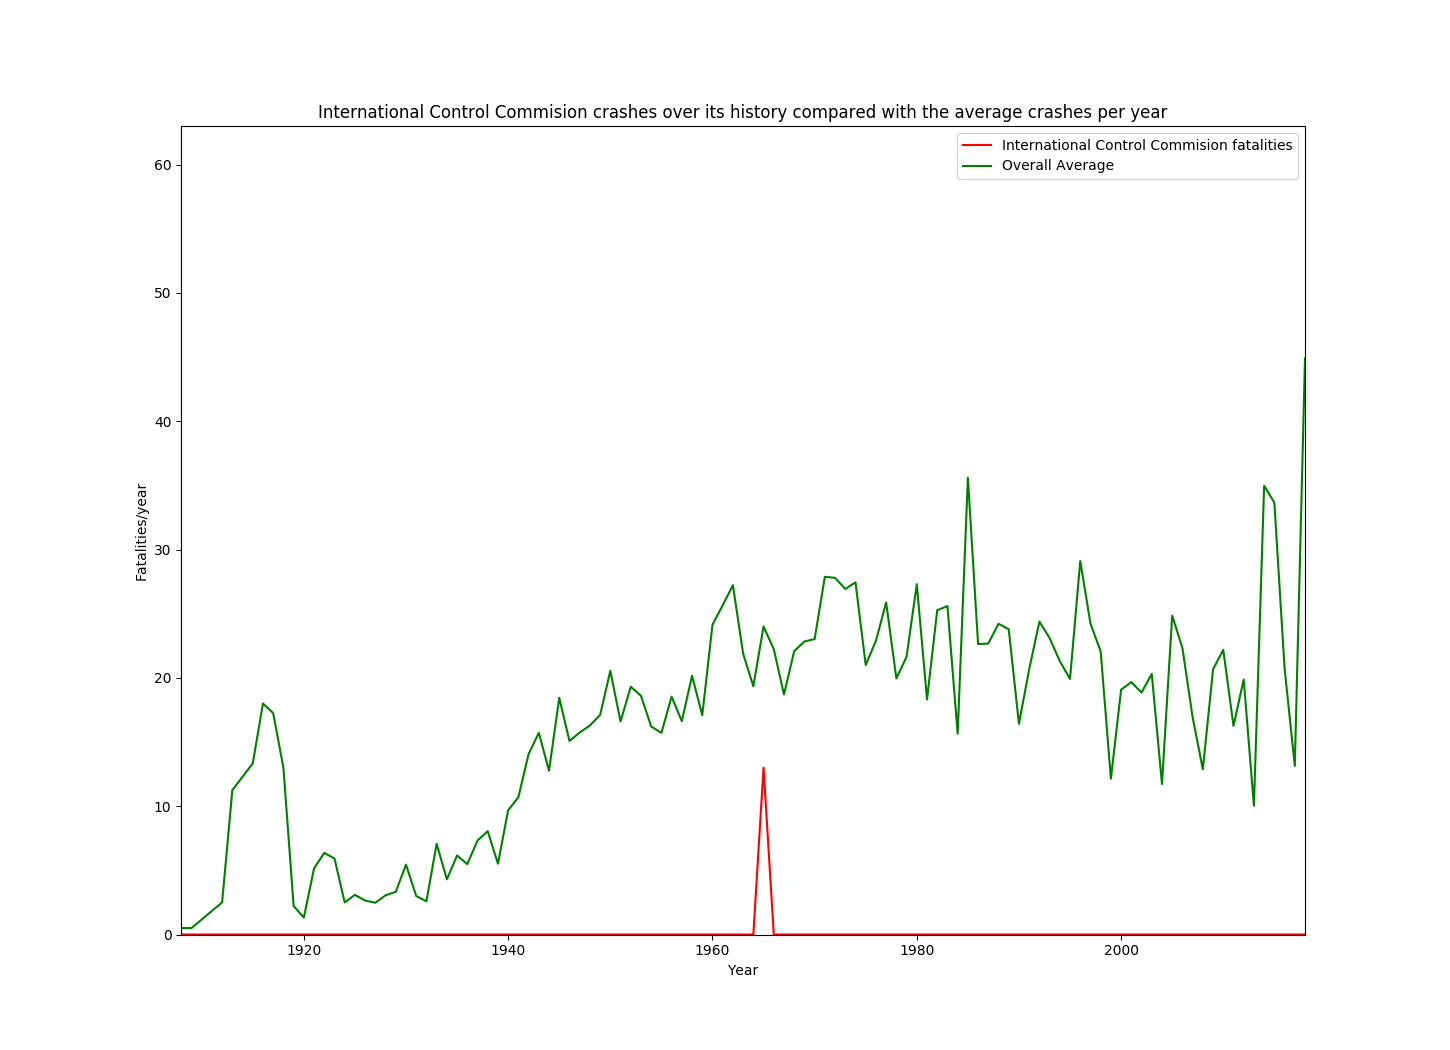 International Control Commision crashes over its history compared with the average crashes per year
International Control Commision fatalities
Overall Average
60
50
40
30
20
10
0
Fatalities/year
1920 1940 1960 1980 2000
Year